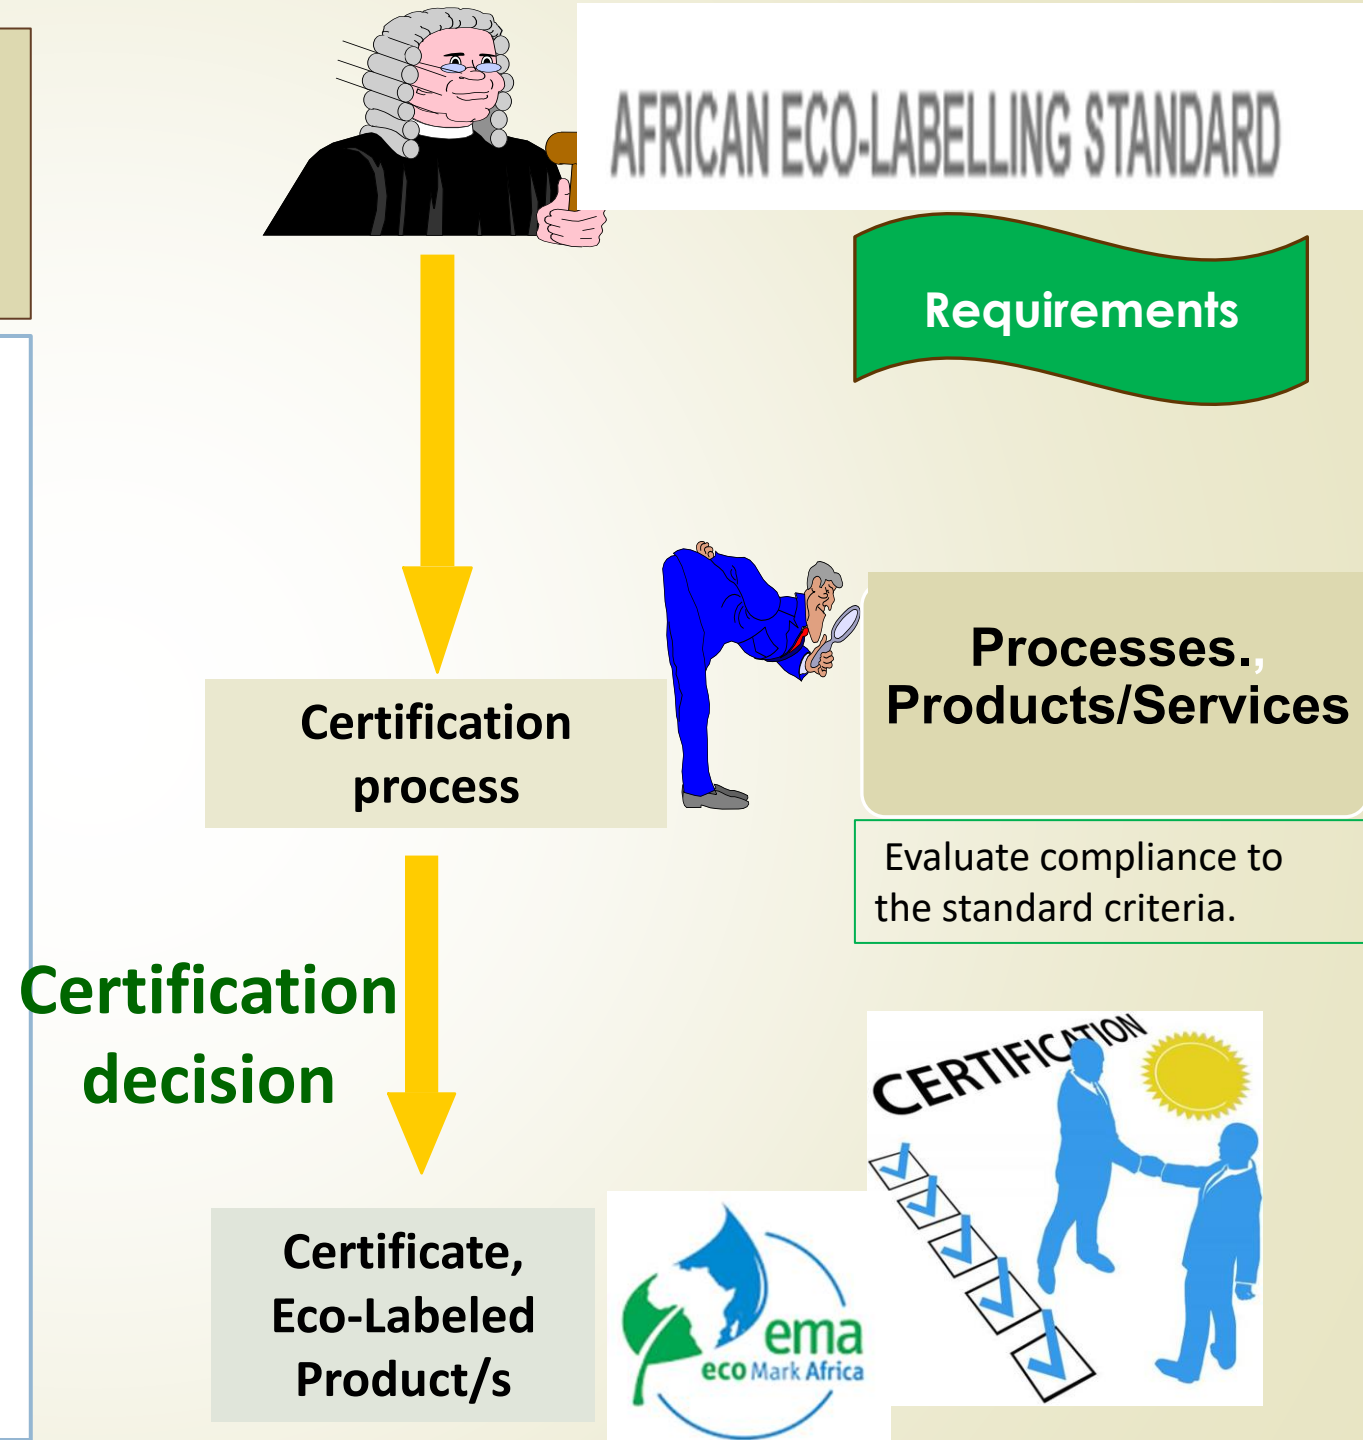 AFRICAN ECO-LABELLING STANDARD
Requirements
Processes.,
Products/Services
Certification
process
Evaluate compliance to
the standard criteria.
Certification
decision
CERTIFICATION
Certificate,
Eco-Labeled
Product/s
ema
eco Mark Africa